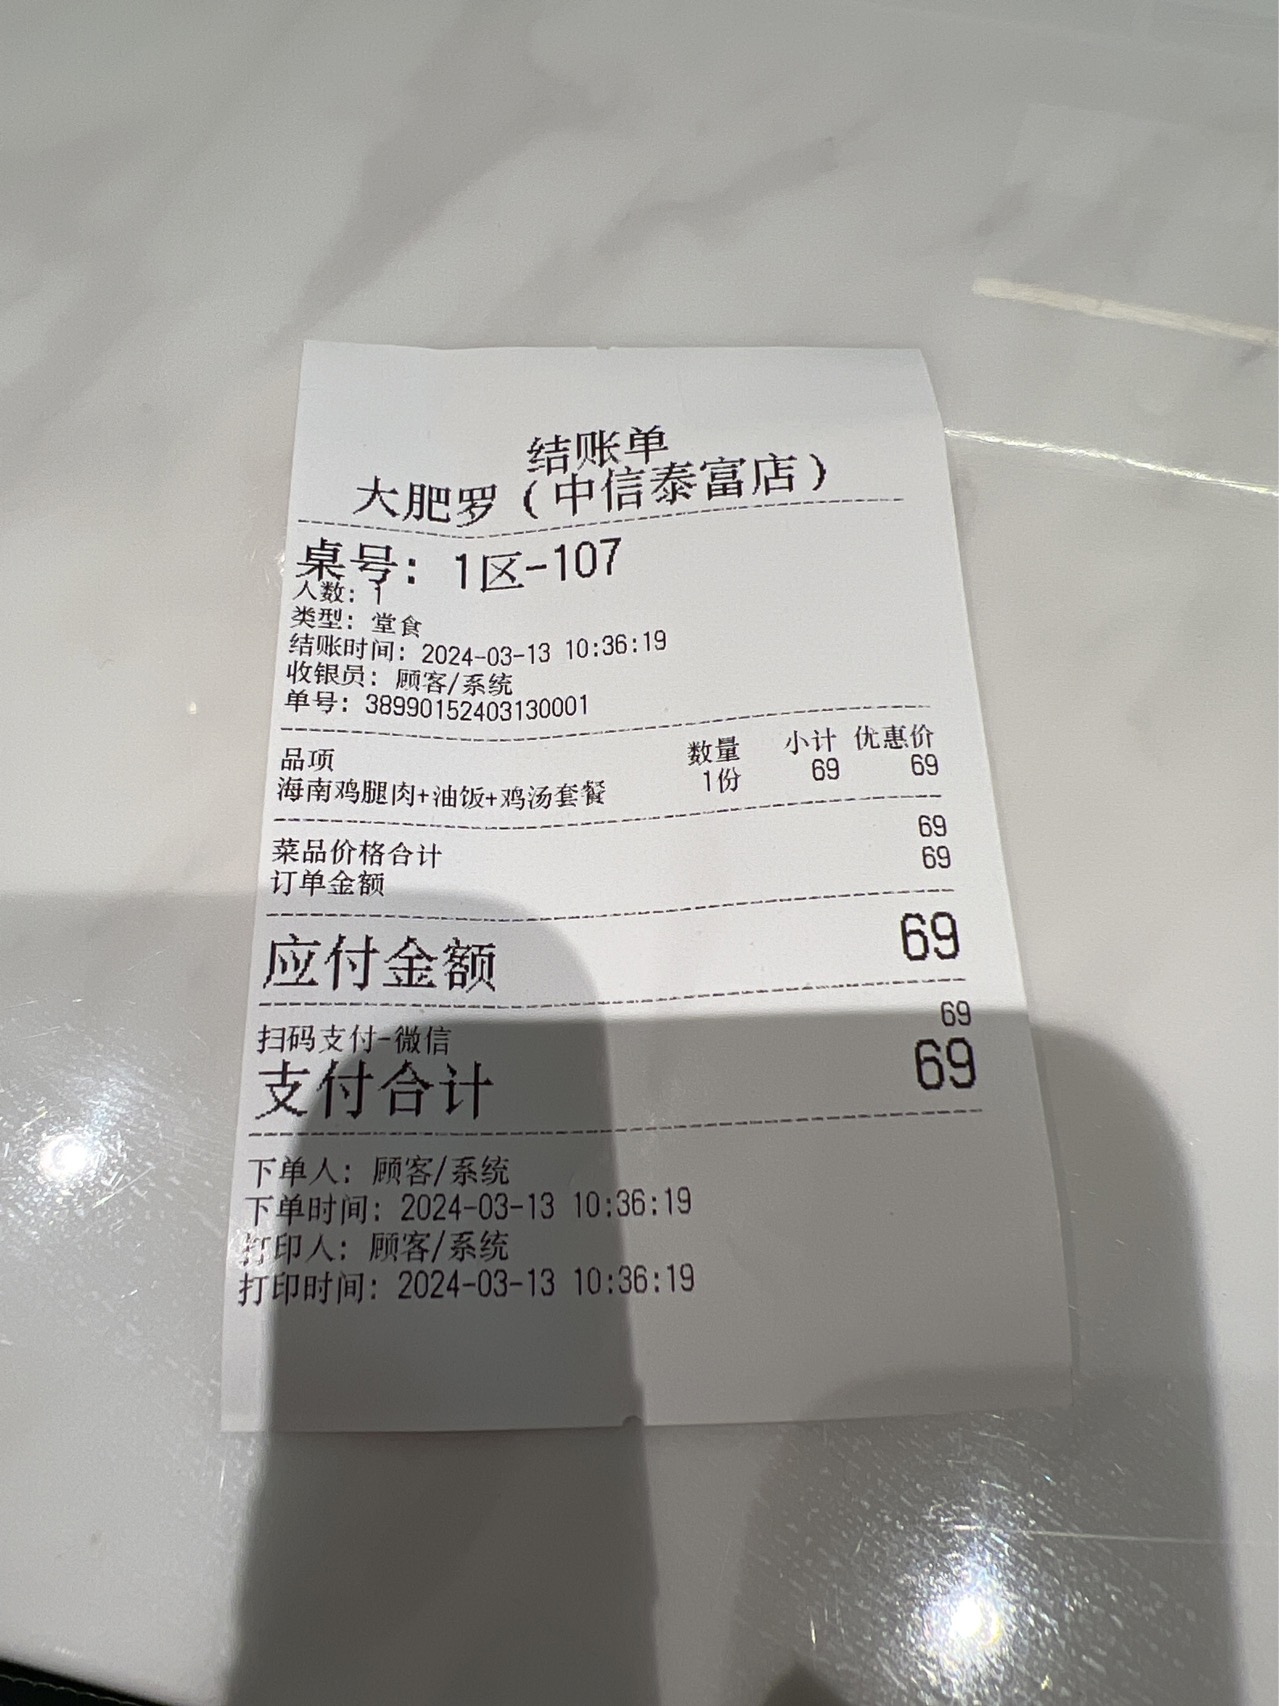 结账单
大肥罗（中信泰富店）
桌号：1区-107
人数：1
类型：堂食
结账时间：2024-03-13 10:36:19
收银员：顾客/系统
单号：38990152403130001
品项 数量 小计 优惠价
海南鸡腿肉+油饭+鸡汤套餐 1份 69 69
菜品价格合计 69
订单金额 69
应付金额 69
扫码支付-微信 69
支付合计 69
下单人：顾客/系统
下单时间：2024-03-13 10:36:19
打印人：顾客/系统
打印时间：2024-03-13 10:36:19